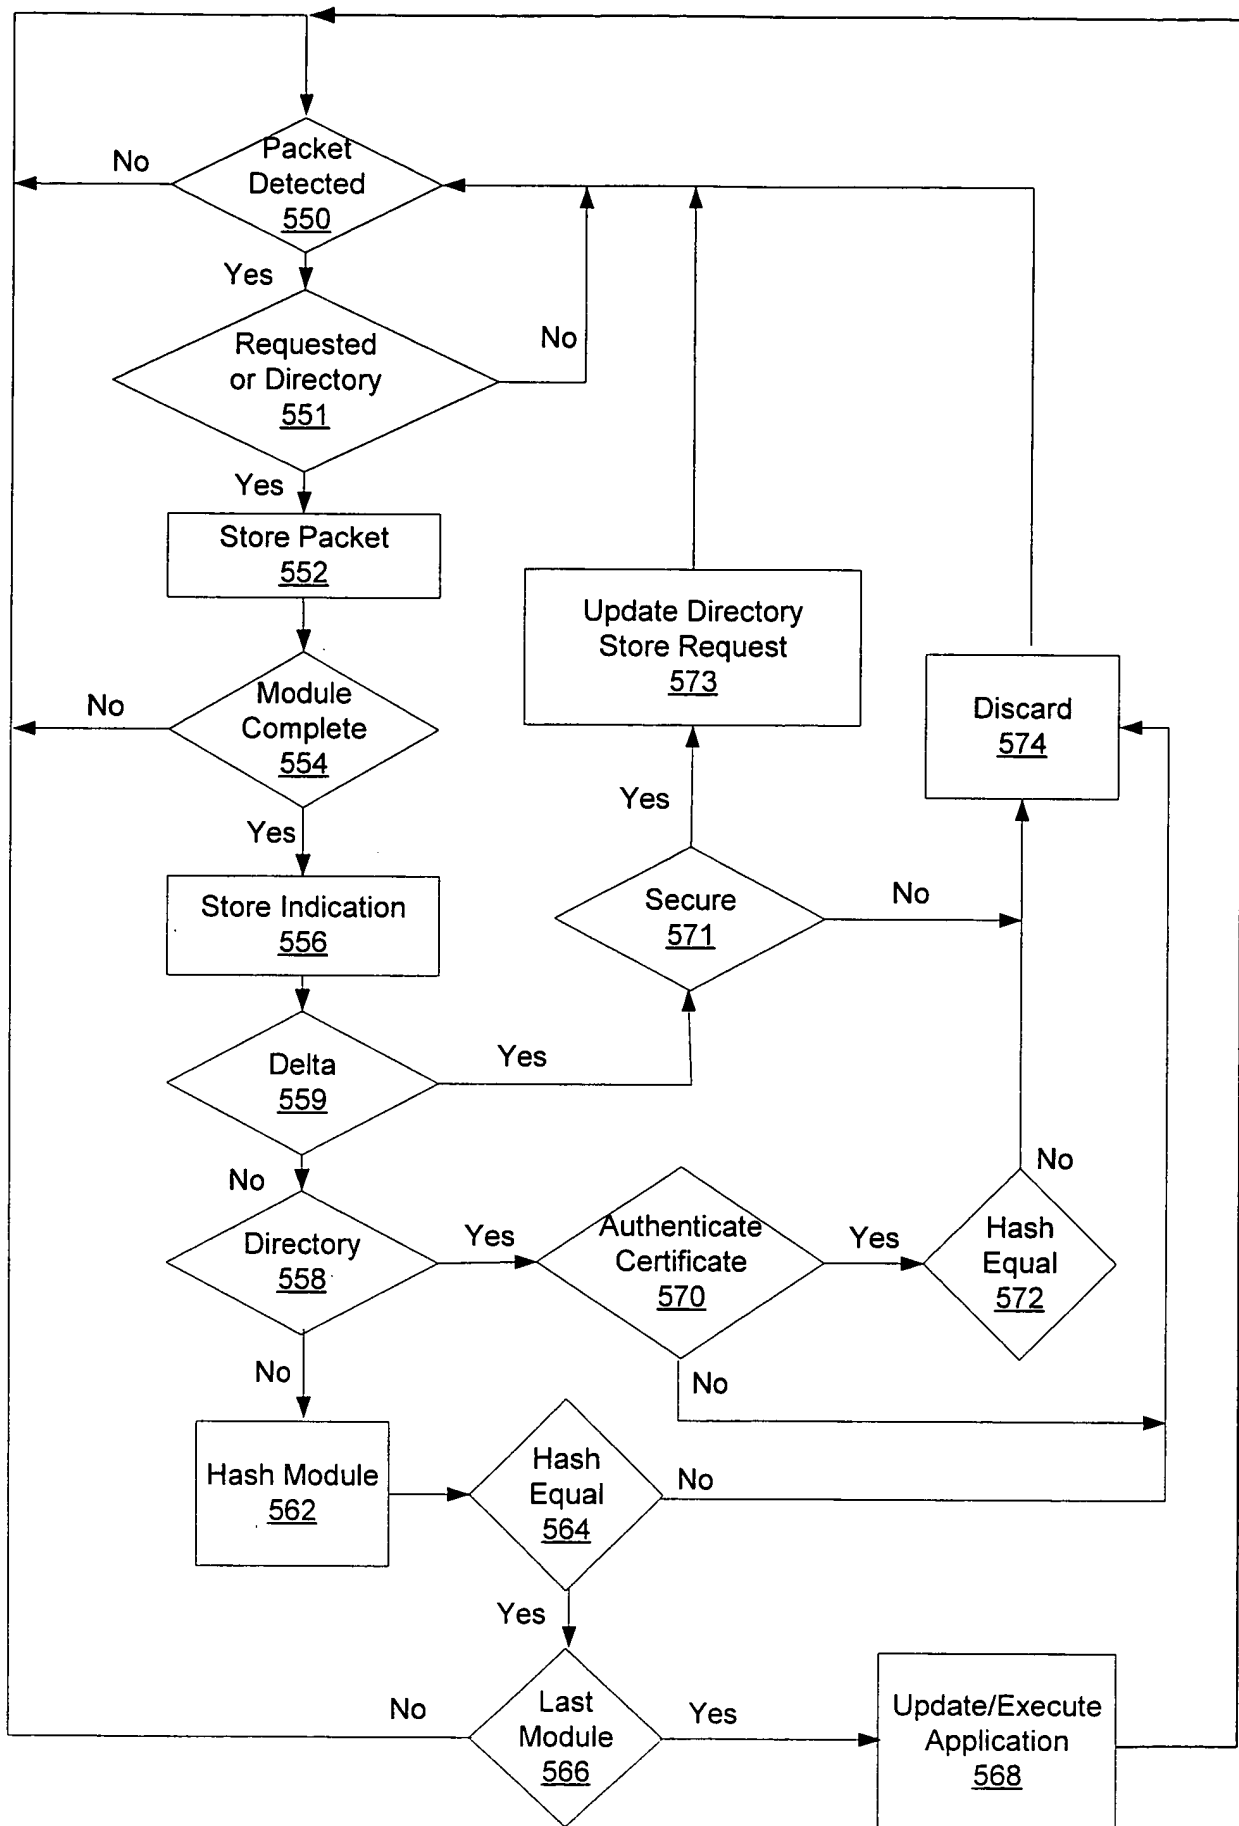 No
Packet
Detected
550
Yes
Requested
or Directory
551
No
Yes
Store Packet
552
Update Directory
Store Request
573
No
Module
Complete
554
Discard
574
Yes
Yes
Store Indication
556
Secure
571
No
Delta
559
Yes
No
No
Directory
558
Yes
Authenticate
Certificate
570
Yes
Hash
Equal
572
No
No
Hash Module
562
Hash
Equal
564
No
Yes
No
Last
Module
566
Yes
Update/Execute
Application
568